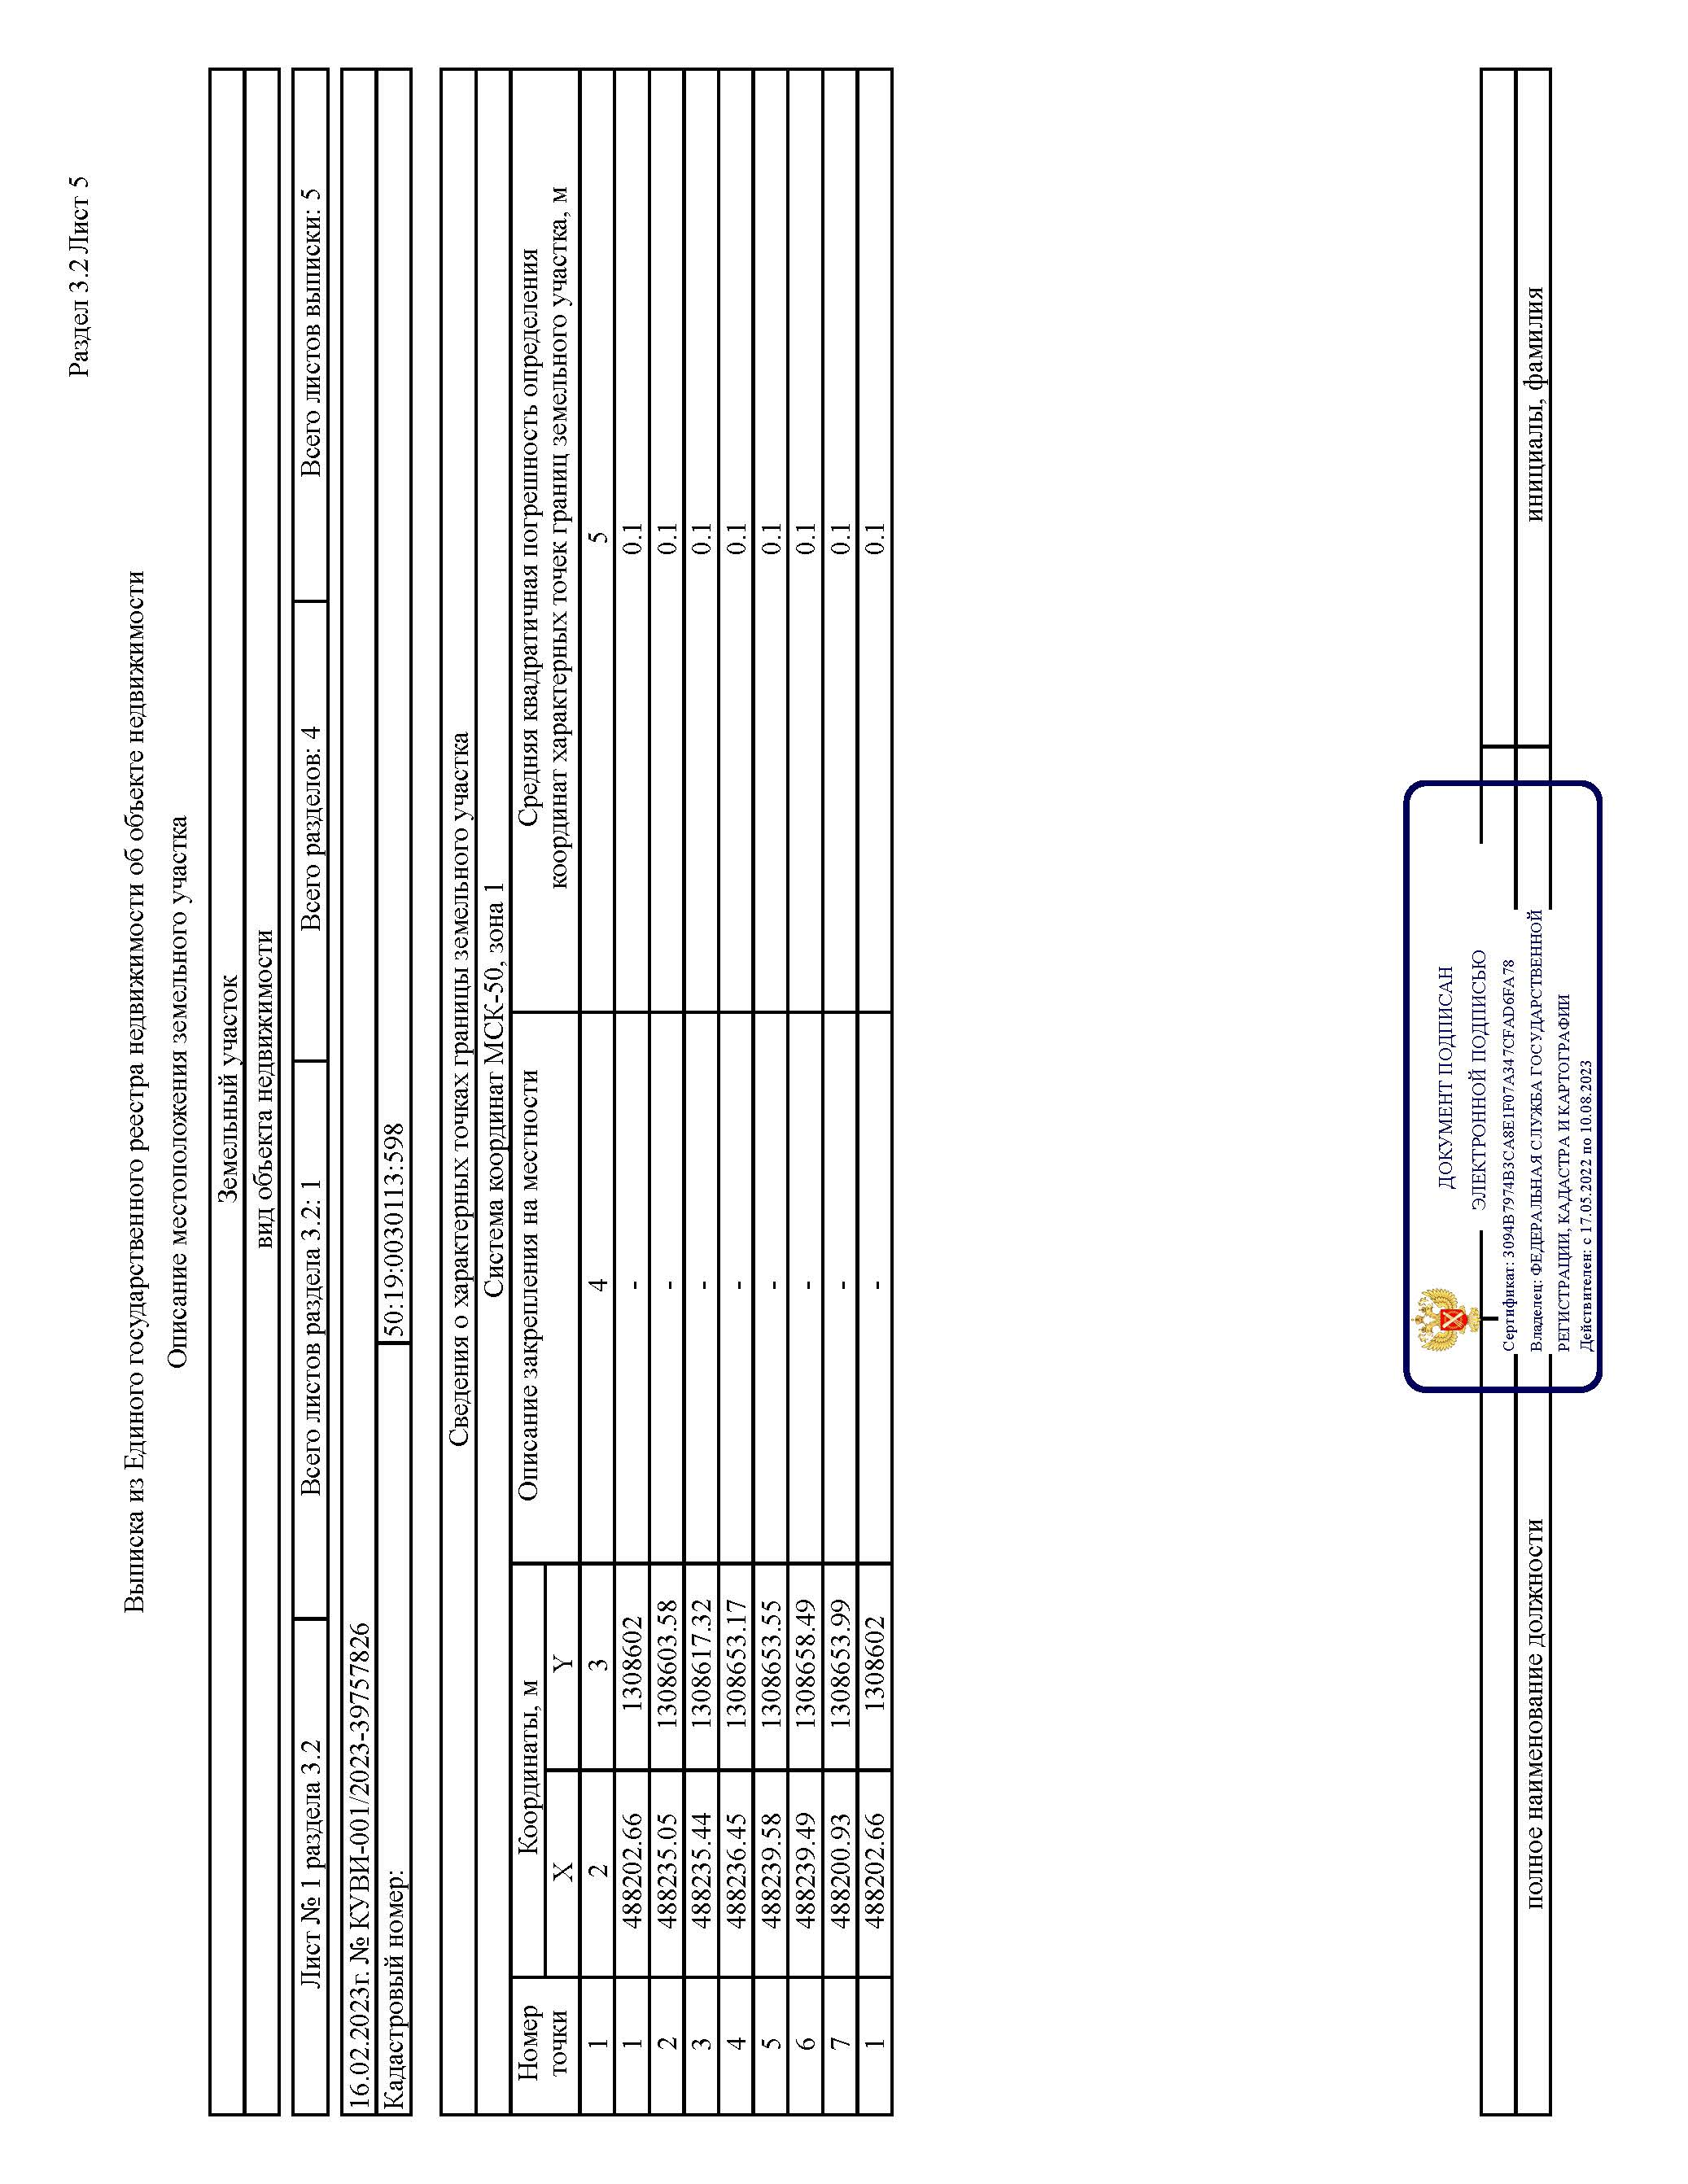 Раздел 3.2 Лист 5
Выписка из Единого государственного реестра недвижимости об объекте недвижимости
Описание местоположения земельного участка
Земельный участок
вид объекта недвижимости
Лист № 1 раздела 3.2 Всего листов раздела 3.2: 1 Всего разделов: 4 Всего листов выписки: 5
16.02.2023г. № КУВИ-001/2023-39757826
Кадастровый номер: 50:19:0030113:598
Сведения о характерных точках границы земельного участка
Система координат МСК-50, зона 1
Номер точки Координаты, м Описание закрепления на местности Средняя квадратичная погрешность определения
координат характерных точек границ земельного участка, м
X Y
1 2 3 4 5
1 488202.66 1308602 - 0.1
2 488235.05 1308603.58 - 0.1
3 488235.44 1308617.32 - 0.1
4 488236.45 1308653.17 - 0.1
5 488239.58 1308653.55 - 0.1
6 488239.49 1308658.49 - 0.1
7 488200.93 1308653.99 - 0.1
1 488202.66 1308602 - 0.1
ДОКУМЕНТ ПОДПИСАН
ЭЛЕКТРОННОЙ ПОДПИСЬЮ
Сертификат: 3094B7974B3CA8E1F07A347CFAD6FA78
Владелец: ФЕДЕРАЛЬНАЯ СЛУЖБА ГОСУДАРСТВЕННОЙ
РЕГИСТРАЦИИ, КАДАСТРА И КАРТОГРАФИИ
Действителен: с 17.05.2022 по 10.08.2023
полное наименование должности
инициалы, фамилия